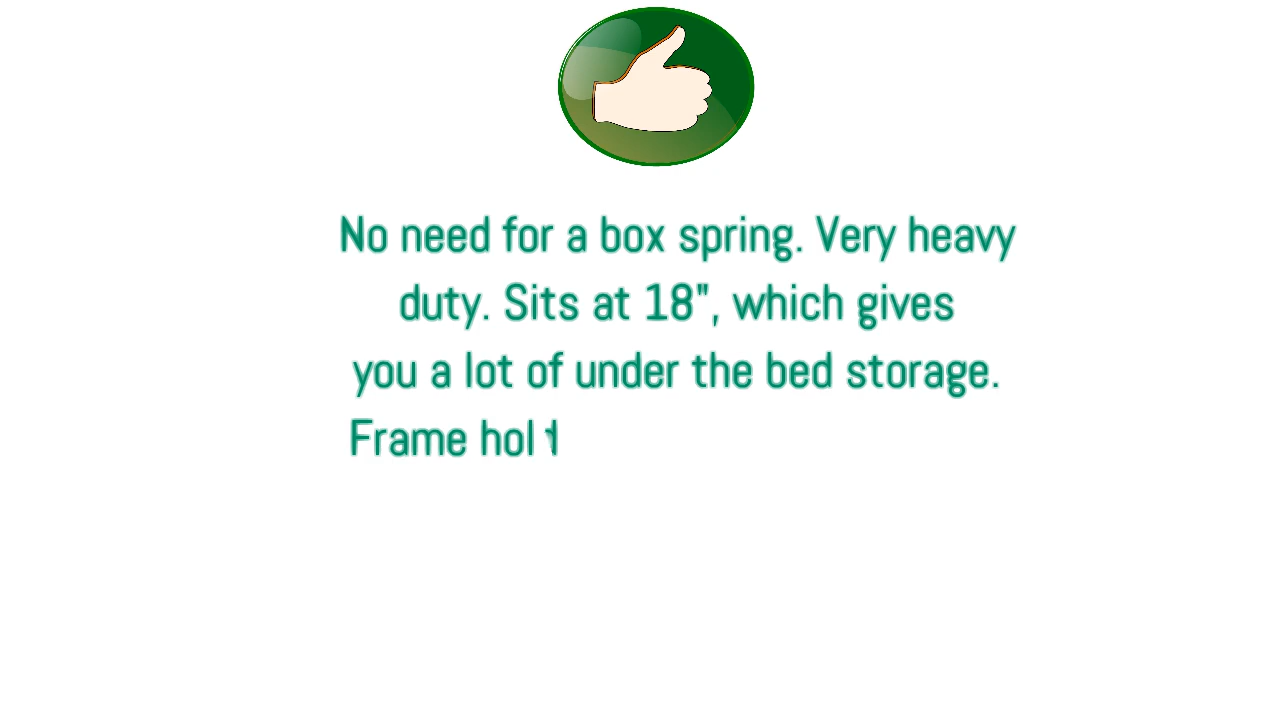 No need for a box spring. Very heavy
duty. Sits at 18", which gives
you a lot of under the bed storage.
Frame